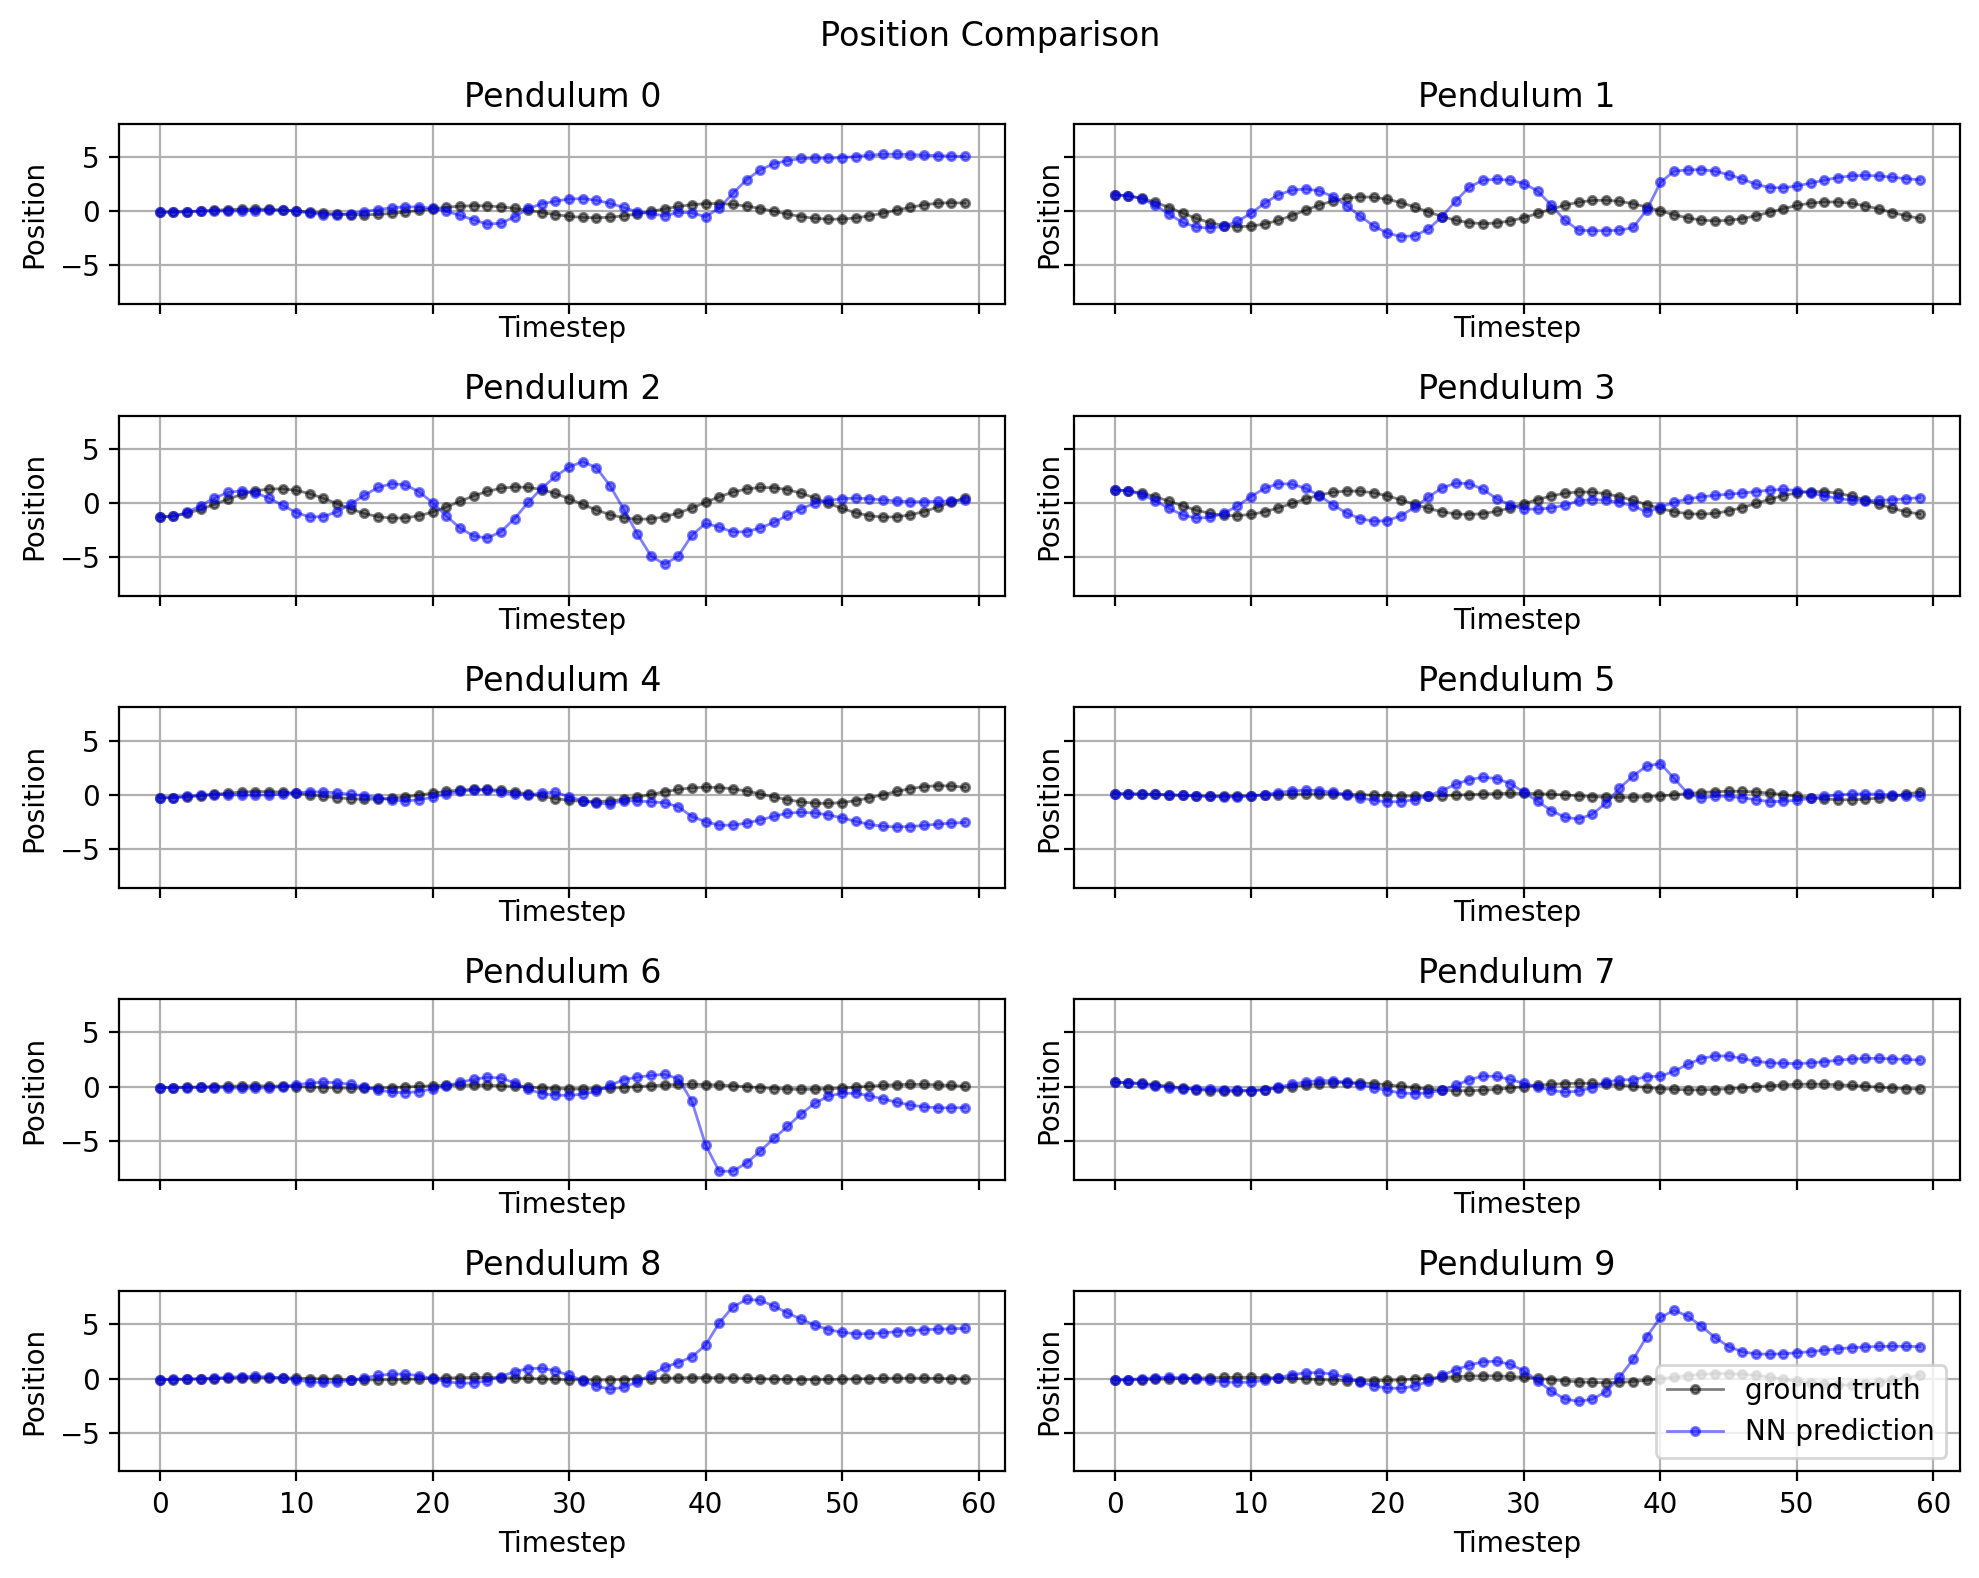 Position Comparison
Pendulum 0
Pendulum 1
5
0
−5
Position
Position
Timestep
Timestep
Pendulum 2
Pendulum 3
5
0
−5
Position
Position
Timestep
Timestep
Pendulum 4
Pendulum 5
5
0
−5
Position
Position
Timestep
Timestep
Pendulum 6
Pendulum 7
5
0
−5
Position
Position
Timestep
Timestep
Pendulum 8
Pendulum 9
5
0
−5
Position
Position
ground truth
NN prediction
0 10 20 30 40 50 60
0 10 20 30 40 50 60
Timestep
Timestep